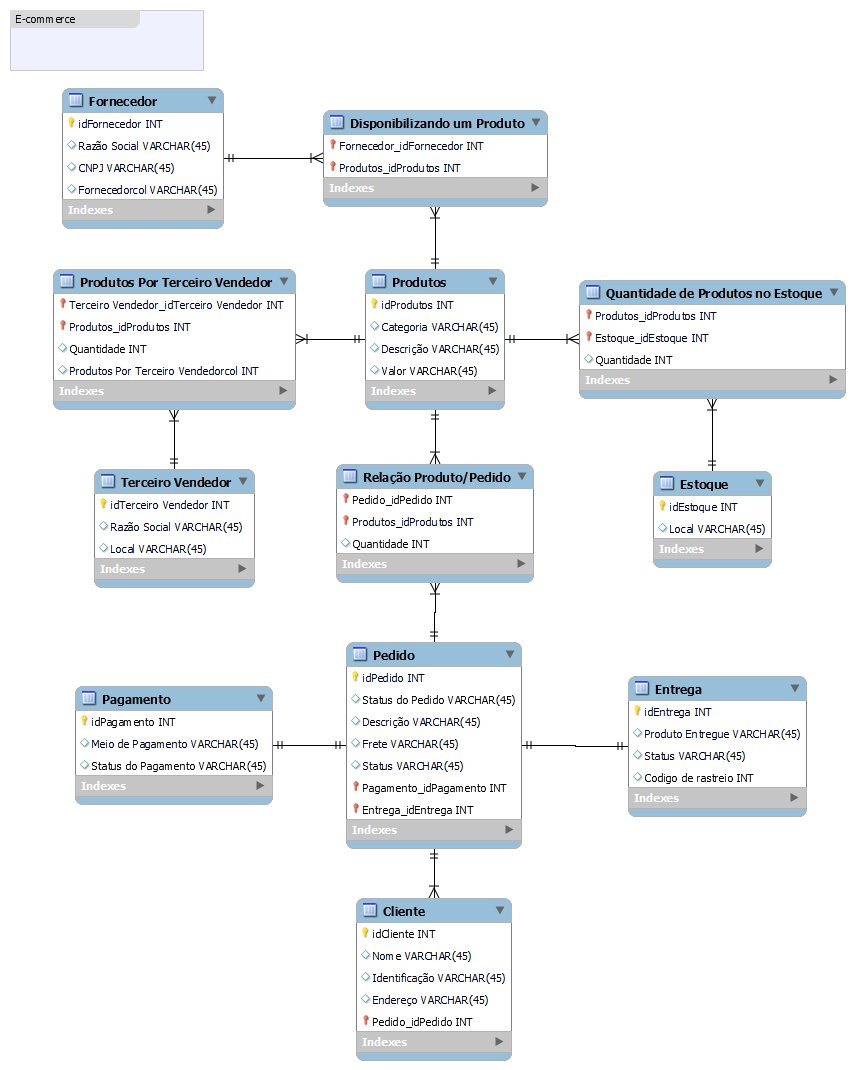 E-commerce
Fornecedor
idFornecedor INT
Razão Social VARCHAR(45)
CNPJ VARCHAR(45)
Fornecedorcol VARCHAR(45)
Indexes
Disponibilizando um Produto
Fornecedor_idFornecedor INT
Produtos_idProdutos INT
Indexes
Produtos Por Terceiro Vendedor
Terceiro Vendedor_idTerceiro Vendedor INT
Produtos_idProdutos INT
Quantidade INT
Produtos Por Terceiro Vendedorcol INT
Indexes
Produtos
idProdutos INT
Categoria VARCHAR(45)
Descrição VARCHAR(45)
Valor VARCHAR(45)
Indexes
Quantidade de Produtos no Estoque
Produtos_idProdutos INT
Estoque_idEstoque INT
Quantidade INT
Indexes
Terceiro Vendedor
idTerceiro Vendedor INT
Razão Social VARCHAR(45)
Local VARCHAR(45)
Indexes
Relação Produto/Pedido
Pedido_idPedido INT
Produtos_idProdutos INT
Quantidade INT
Indexes
Estoque
idEstoque INT
Local VARCHAR(45)
Indexes
Pagamento
idPagamento INT
Meio de Pagamento VARCHAR(45)
Status do Pagamento VARCHAR(45)
Indexes
Pedido
idPedido INT
Status do Pedido VARCHAR(45)
Descrição VARCHAR(45)
Frete VARCHAR(45)
Status VARCHAR(45)
Pagamento_idPagamento INT
Entrega_idEntrega INT
Indexes
Entrega
idEntrega INT
Produto Entregue VARCHAR(45)
Status VARCHAR(45)
Codigo de rastreio INT
Indexes
Cliente
idCliente INT
Nome VARCHAR(45)
Identificação VARCHAR(45)
Endereço VARCHAR(45)
Pedido_idPedido INT
Indexes